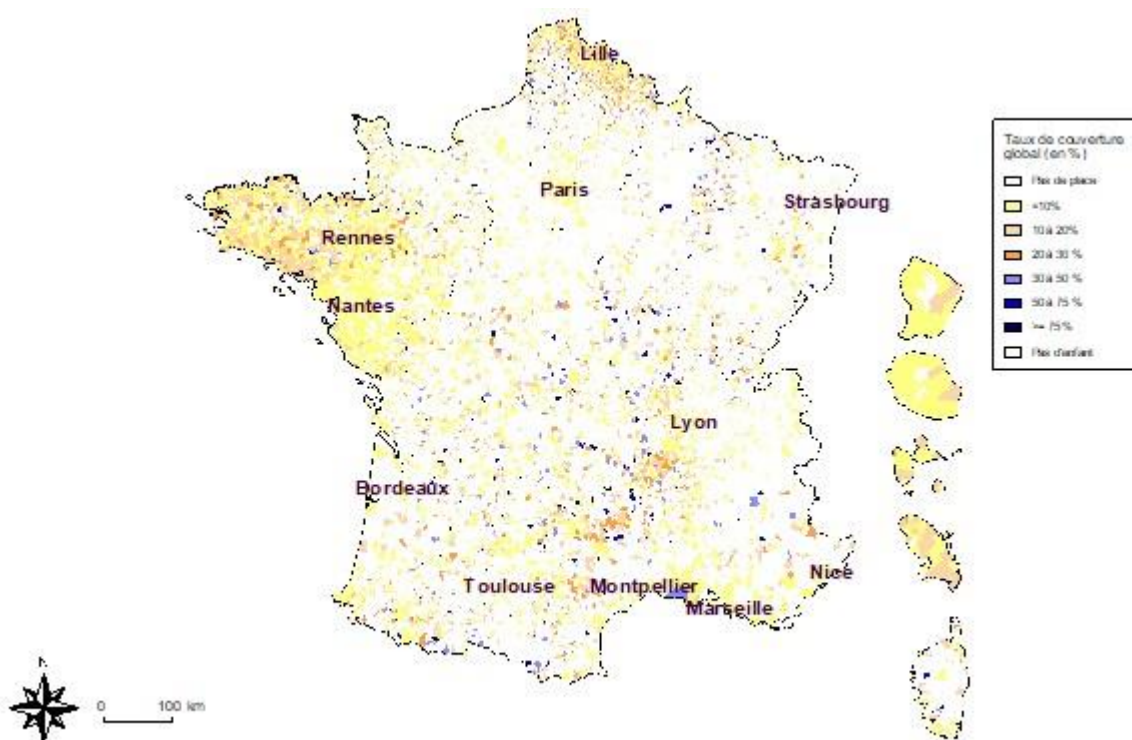 Lille
Paris
Strasbourg
Rennes
Nantes
Lyon
Bordeaux
Toulouse
Montpellier
Nice
Marseille
0 100 km
Taux de couverture
global (en %)
Pas de place
<10%
10 à 20%
20 à 30 %
30 à 50 %
50 à 75 %
>= 75 %
Pas d'enfant